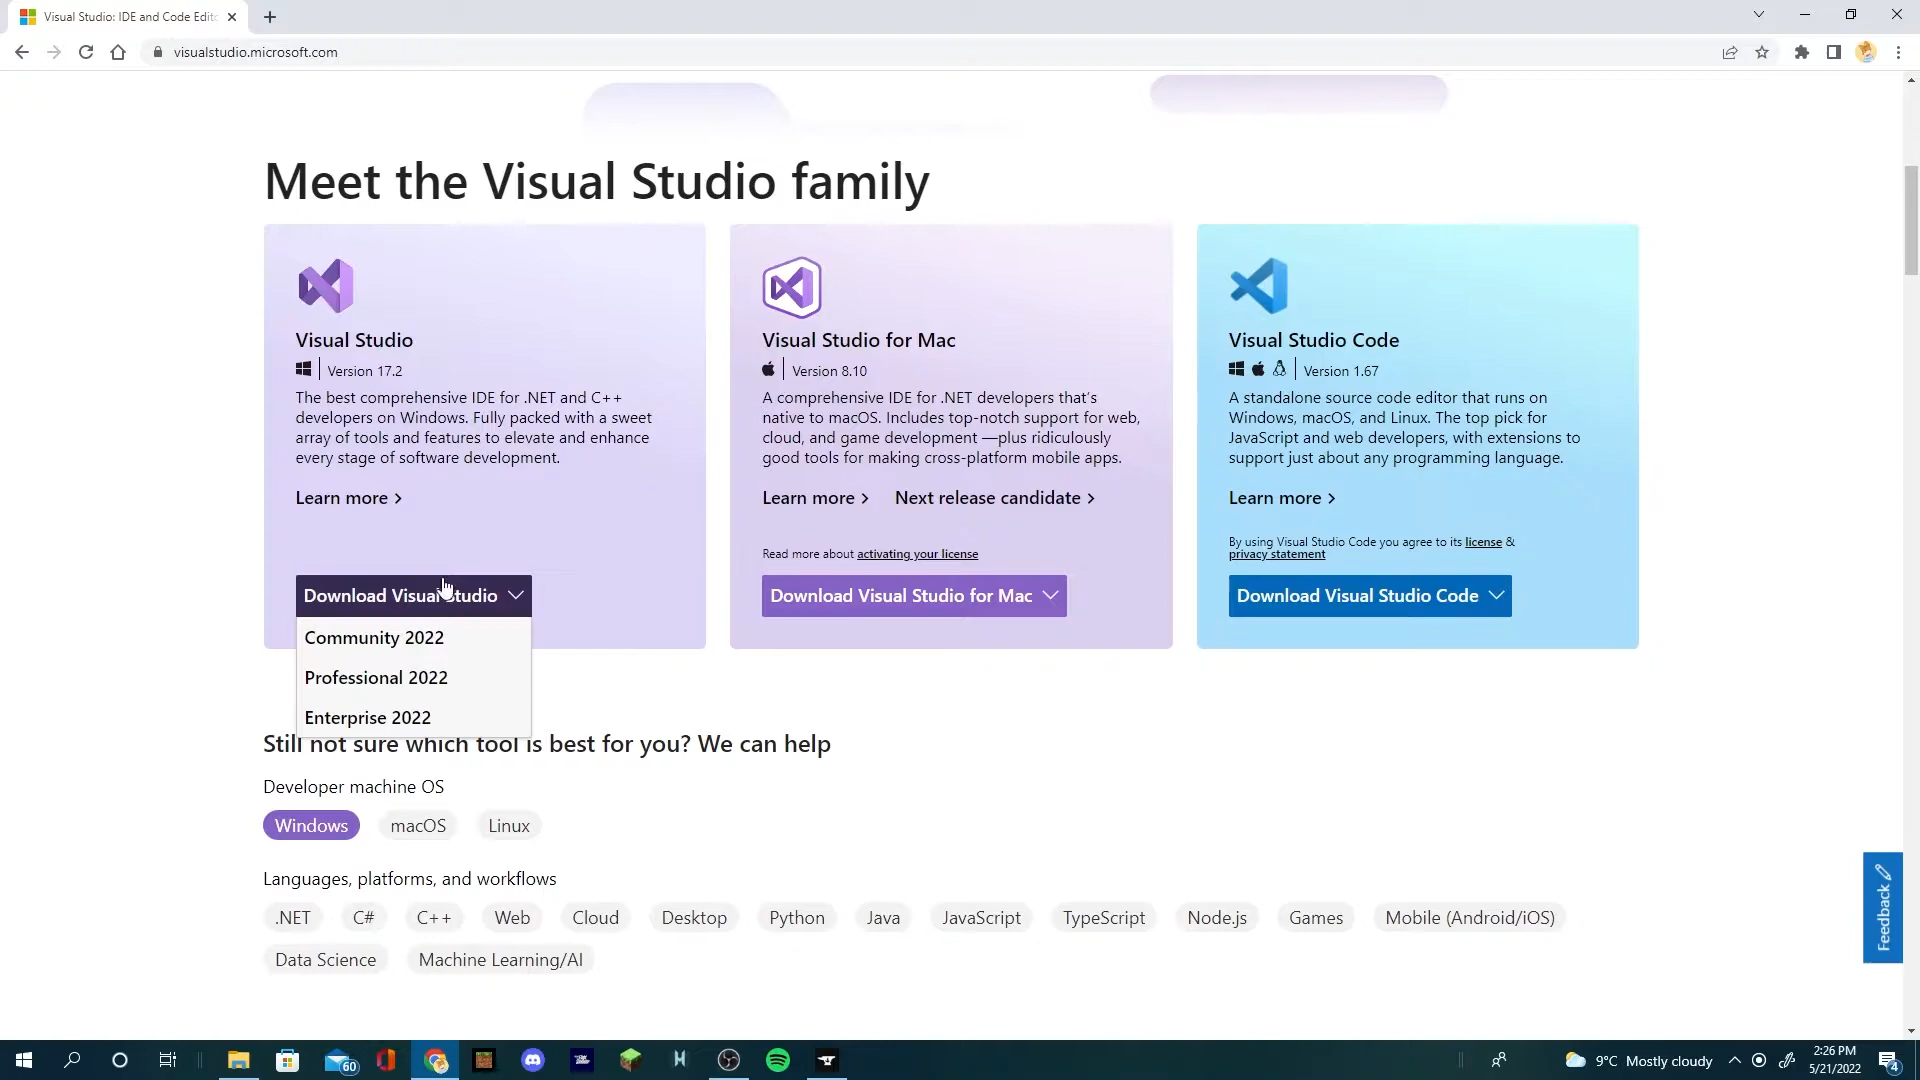 Visual Studio: IDE and Code Edito
visualstudio.microsoft.com
Meet the Visual Studio family
Visual Studio
Version 17.2
The best comprehensive IDE for .NET and C++
developers on Windows. Fully packed with a sweet
array of tools and features to elevate and enhance
every stage of software development.
Learn more
Download Visual Studio
Community 2022
Professional 2022
Enterprise 2022
Visual Studio for Mac
Version 8.10
A comprehensive IDE for .NET developers that's
native to macOS. Includes top-notch support for web,
cloud, and game development —plus ridiculously
good tools for making cross-platform mobile apps.
Learn more
Next release candidate
Read more about activating your license
Download Visual Studio for Mac
Visual Studio Code
Version 1.67
A standalone source code editor that runs on
Windows, macOS, and Linux. The top pick for
JavaScript and web developers, with extensions to
support just about any programming language.
Learn more
By using Visual Studio Code you agree to its license &
privacy statement
Download Visual Studio Code
Still not sure which tool is best for you? We can help
Developer machine OS
Windows macOS Linux
Languages, platforms, and workflows
.NET C# C++ Web Cloud Desktop Python Java JavaScript TypeScript Node.js Games Mobile (Android/iOS)
Data Science Machine Learning/AI
Feedback
60
9°C Mostly cloudy
2:26 PM
5/21/2022
4